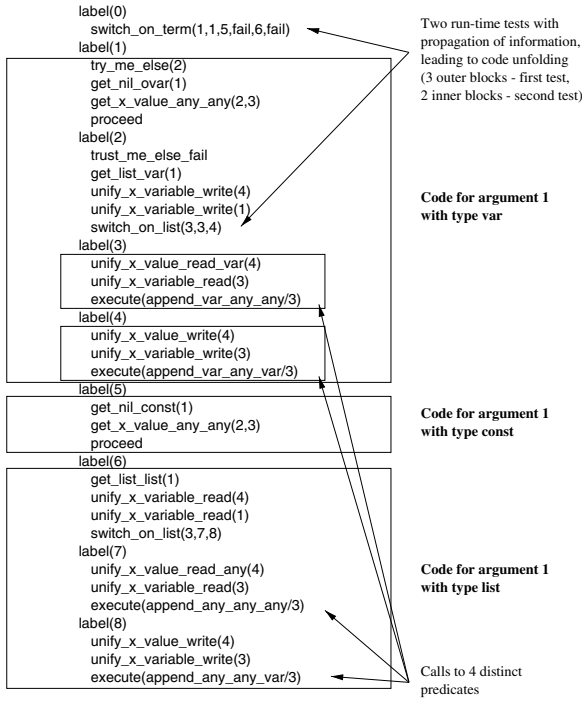 label(0)
switch_on_term(1,1,5,fail,6,fail)
label(1)
try_me_else(2)
get_nil_ovar(1)
get_x_value_any_any(2,3)
proceed
label(2)
trust_me_else_fail
get_list_var(1)
unify_x_variable_write(4)
unify_x_variable_write(1)
switch_on_list(3,3,4)
label(3)
unify_x_value_read_var(4)
unify_x_variable_read(3)
execute(append_var_any_any/3)
label(4)
unify_x_value_write(4)
unify_x_variable_write(3)
execute(append_var_any_var/3)
label(5)
get_nil_const(1)
get_x_value_any_any(2,3)
proceed
label(6)
get_list_list(1)
unify_x_variable_read(4)
unify_x_variable_read(1)
switch_on_list(3,7,8)
label(7)
unify_x_value_read_any(4)
unify_x_variable_read(3)
execute(append_any_any_any/3)
label(8)
unify_x_value_write(4)
unify_x_variable_write(3)
execute(append_any_any_var/3)
Two run-time tests with
propagation of information,
leading to code unfolding
(3 outer blocks - first test,
2 inner blocks - second test)
Code for argument 1
with type var
Code for argument 1
with type const
Code for argument 1
with type list
Calls to 4 distinct
predicates